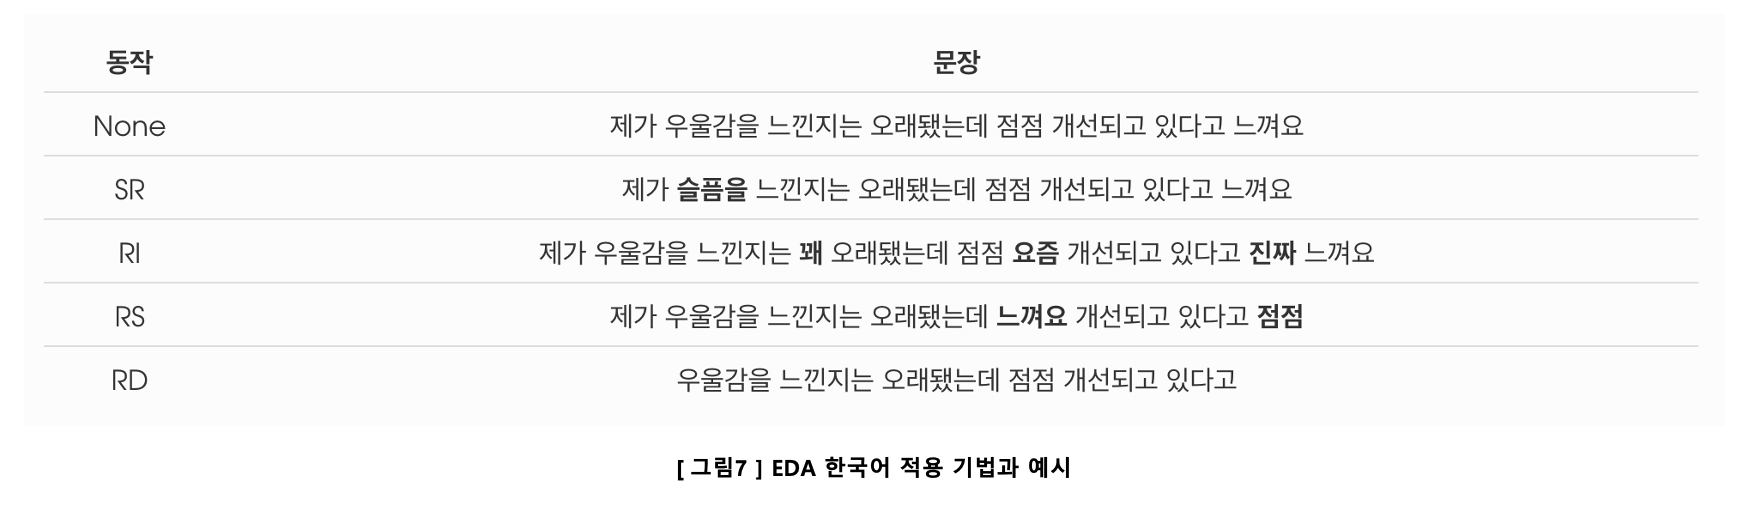 동작 문장
None 제가 우울감을 느낀지는 오래됐는데 점점 개선되고 있다고 느껴요
SR 제가 슬픔을 느낀지는 오래됐는데 점점 개선되고 있다고 느껴요
RI 제가 우울감을 느낀지는 꽤 오래됐는데 점점 요즘 개선되고 있다고 진짜 느껴요
RS 제가 우울감을 느낀지는 오래됐는데 느껴요 개선되고 있다고 점점
RD 우울감을 느낀지는 오래됐는데 점점 개선되고 있다고
[ 그림7 ] EDA 한국어 적용 기법과 예시